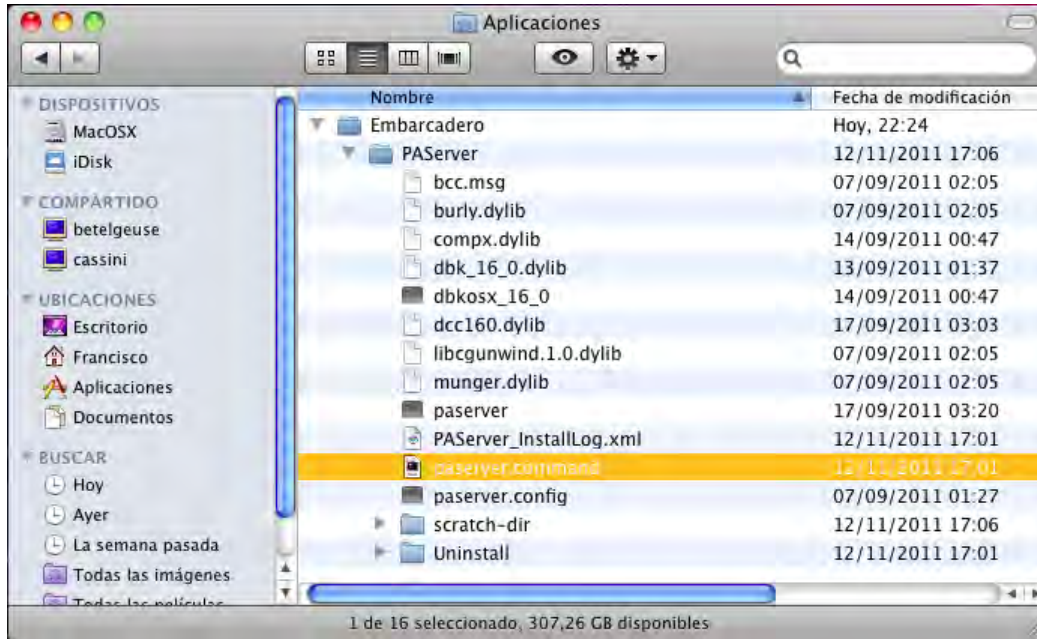 Aplicaciones
Nombre Fecha de modificación
DISPOSITIVOS
MacOSX
iDisk
COMPARTIDO
betelgeuse
cassini
UBICACIONES
Escritorio
Francisco
Aplicaciones
Documentos
BUSCAR
Hoy
Ayer
La semana pasada
Todas las imágenes
Todas las películas
Embarcadero Hoy, 22:24
PAServer 12/11/2011 17:06
bcc.msg 07/09/2011 02:05
burly.dylib 07/09/2011 02:05
compx.dylib 14/09/2011 00:47
dbk_16_0.dylib 13/09/2011 01:37
dbkosx_16_0 14/09/2011 00:47
dcc160.dylib 17/09/2011 03:03
libcgunwind.1.0.dylib 07/09/2011 02:05
munger.dylib 07/09/2011 02:05
paserver 17/09/2011 03:20
PAServer_InstallLog.xml 12/11/2011 17:01
paserver.command 12/11/2011 17:01
paserver.config 07/09/2011 01:27
scratch-dir 12/11/2011 17:06
Uninstall 12/11/2011 17:01
1 de 16 seleccionado, 307,26 GB disponibles